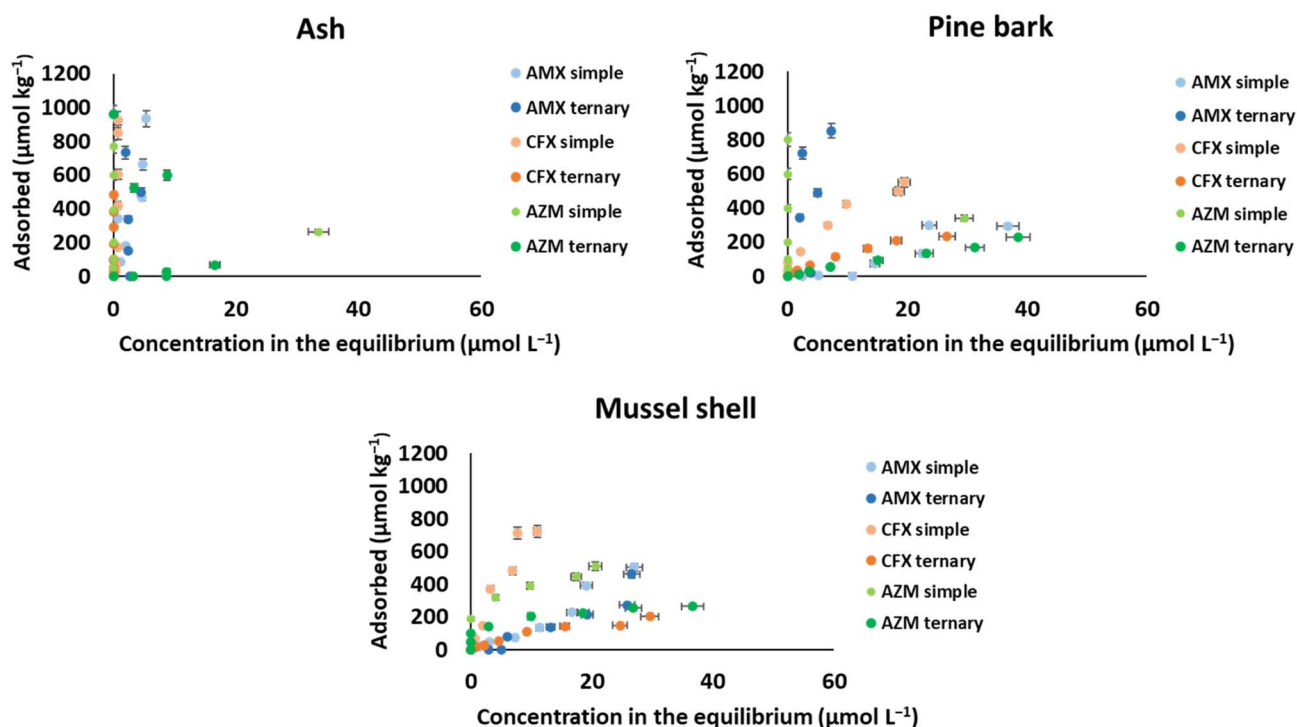 Ash
1200
1000
800
600
400
200
0
0 20 40 60
Adsorbed (µmol kg⁻¹)
Concentration in the equilibrium (µmol L⁻¹)
AMX simple
AMX ternary
CFX simple
CFX ternary
AZM simple
AZM ternary
Pine bark
1200
1000
800
600
400
200
0
0 20 40 60
Adsorbed (µmol kg⁻¹)
Concentration in the equilibrium (µmol L⁻¹)
AMX simple
AMX ternary
CFX simple
CFX ternary
AZM simple
AZM ternary
Mussel shell
1200
1000
800
600
400
200
0
0 20 40 60
Adsorbed (µmol kg⁻¹)
Concentration in the equilibrium (µmol L⁻¹)
AMX simple
AMX ternary
CFX simple
CFX ternary
AZM simple
AZM ternary